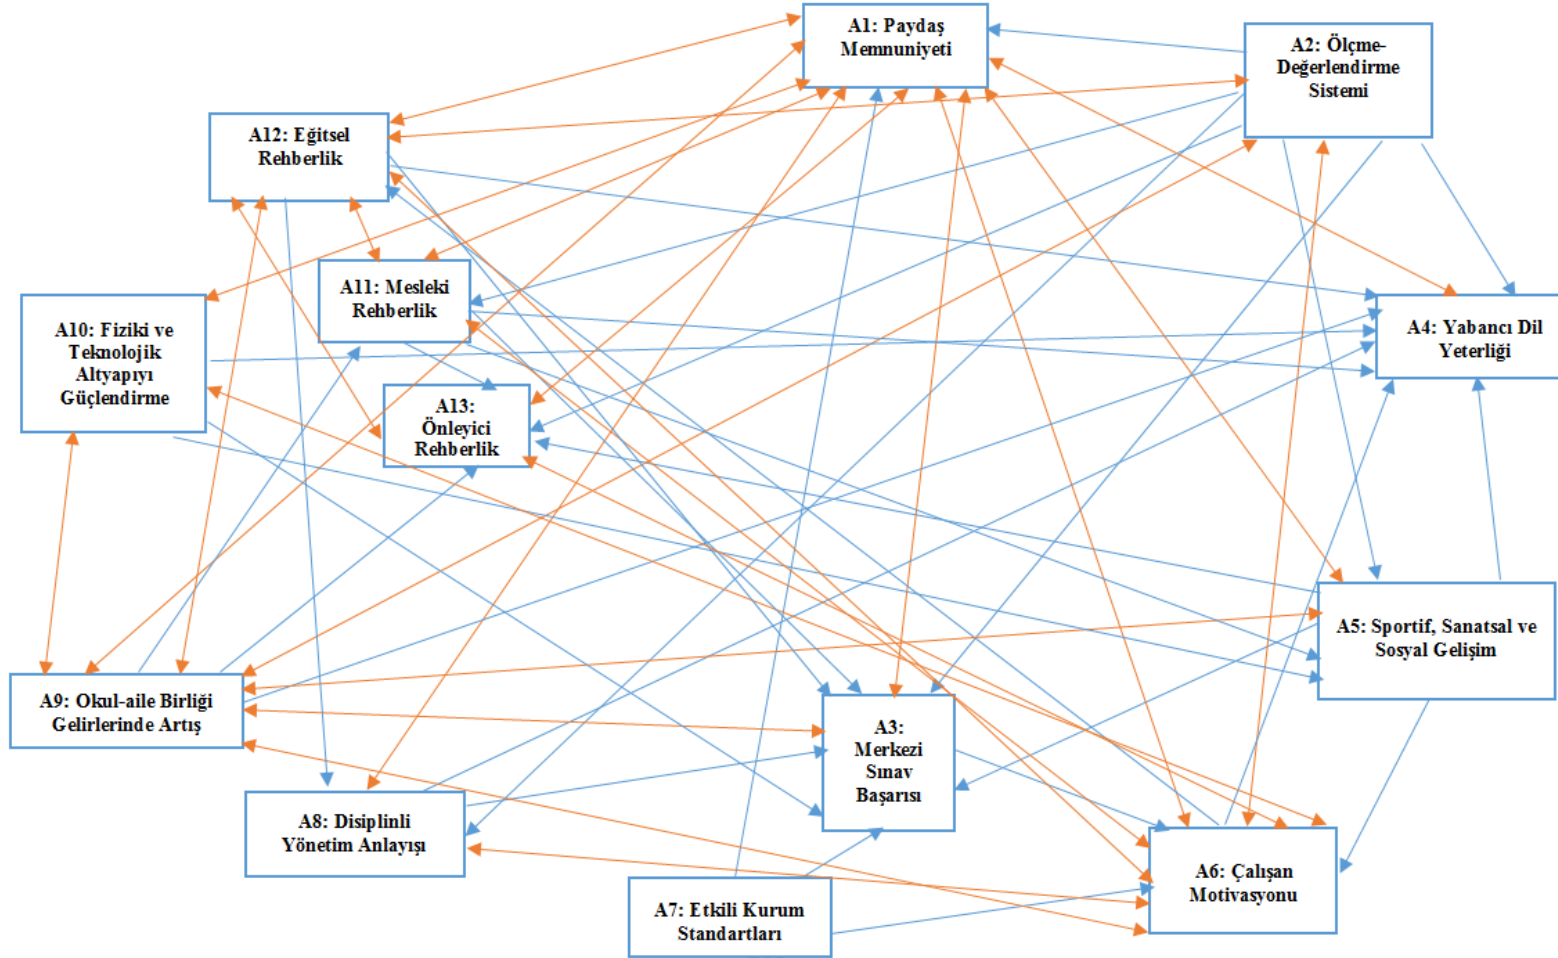 A1: Paydaş
Memnuniyeti
A2: Ölçme-
Değerlendirme
Sistemi
A12: Eğitsel
Rehberlik
A11: Mesleki
Rehberlik
A10: Fiziki ve
Teknolojik
Altyapıyı
Güçlendirme
A4: Yabancı Dil
Yeterliği
A13:
Önleyici
Rehberlik
A5: Sportif, Sanatsal ve
Sosyal Gelişim
A9: Okul-aile Birliği
Gelirlerinde Artış
A3:
Merkezi
Sınav
Başarısı
A8: Disiplinli
Yönetim Anlayışı
A6: Çalışan
Motivasyonu
A7: Etkili Kurum
Standartları